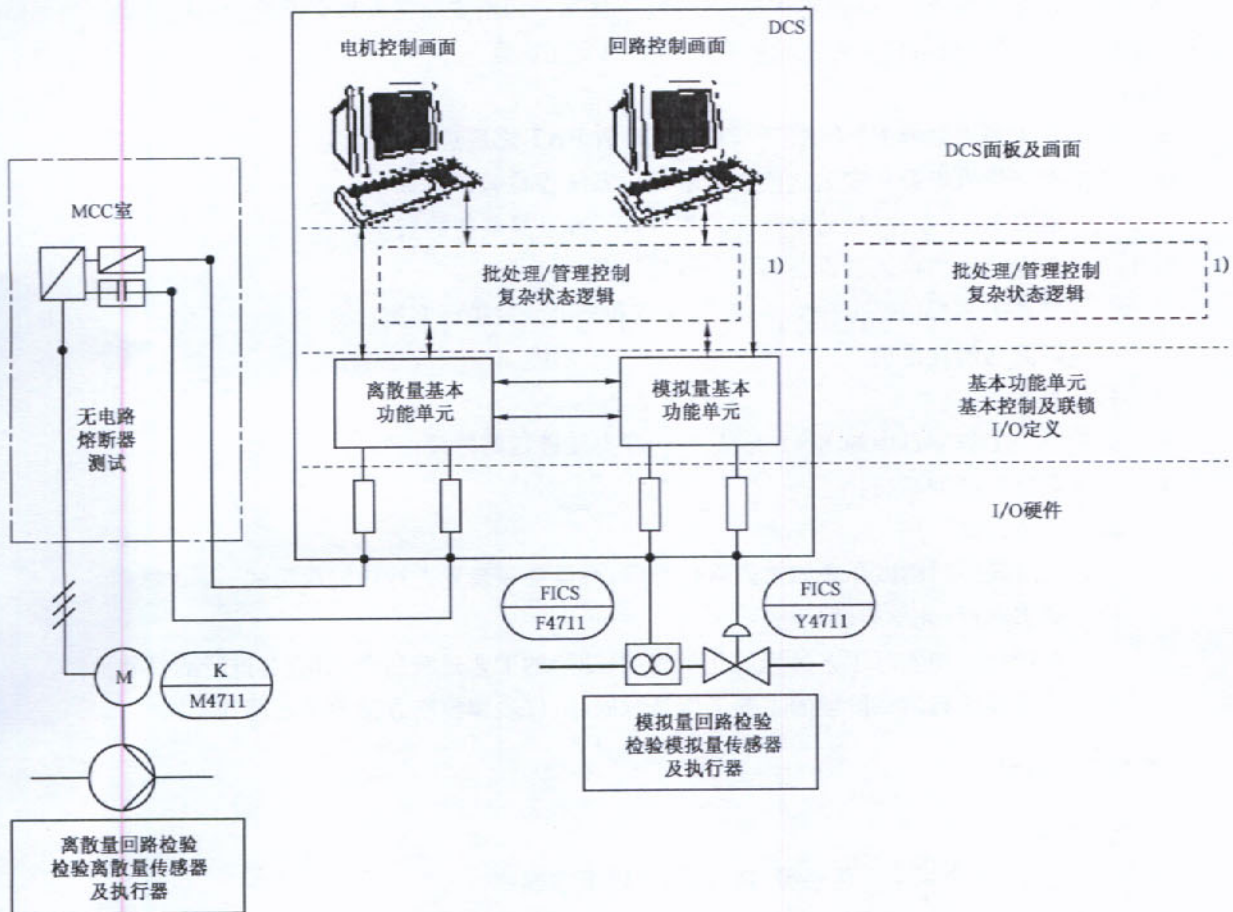 DCS
电机控制画面
回路控制画面
DCS面板及画面
MCC室
批处理/管理控制
复杂状态逻辑
1)
批处理/管理控制
复杂状态逻辑
1)
离散量基本
功能单元
模拟量基本
功能单元
基本功能单元
基本控制及联锁
I/O定义
无电路
熔断器
测试
I/O硬件
FICS
F4711
FICS
Y4711
M
K
M4711
模拟量回路检验
检验模拟量传感器
及执行器
离散量回路检验
检验离散量传感器
及执行器